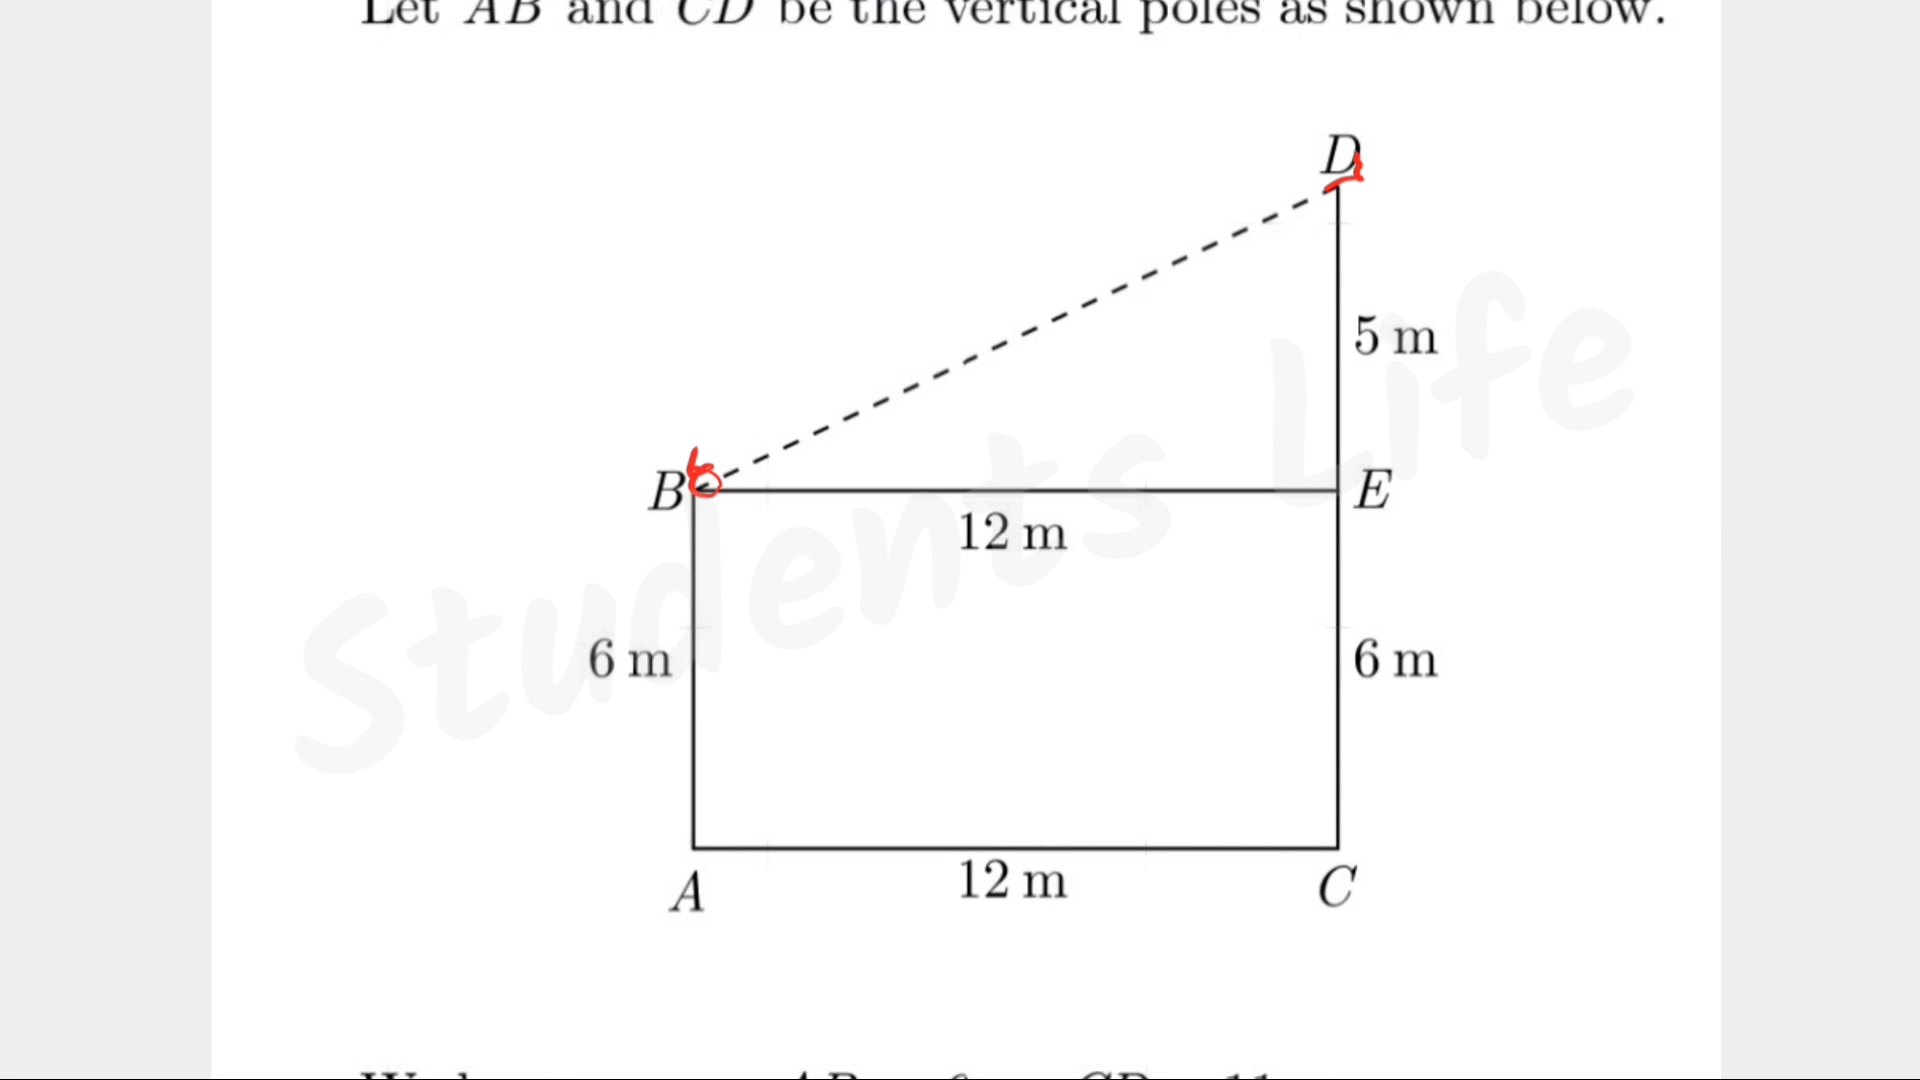 Let AB and CD be the vertical poles as shown below.
D
5 m
B
E
12 m
6 m
6 m
A
12 m
C
Students Life